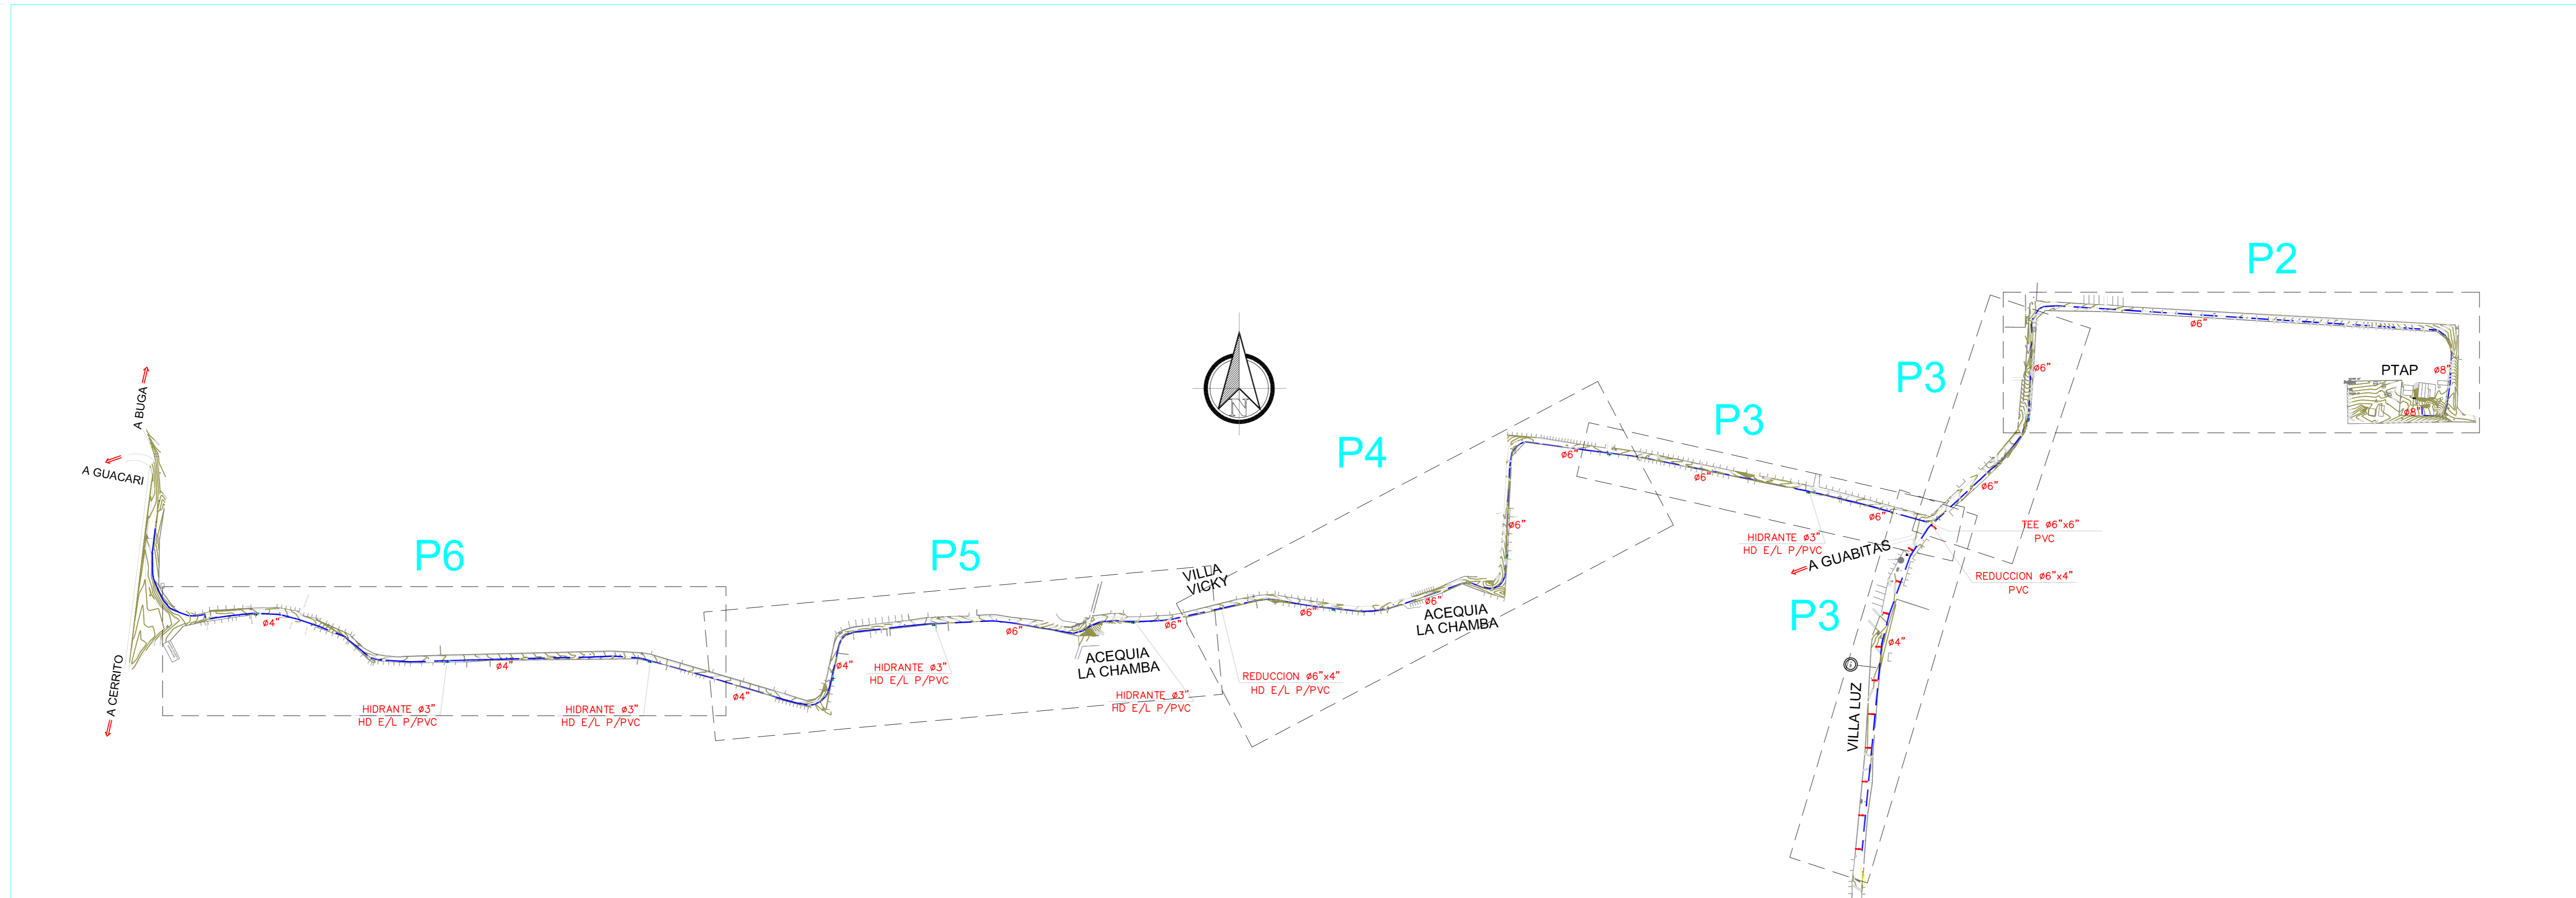 P2
Ø6"
PTAP
Ø8"
Ø8"
P3
Ø6"
Ø6"
N
P3
Ø6"
Ø6"
Ø6"
HIDRANTE Ø3"
HD E/L P/PVC
TEE Ø6"x6"
PVC
REDUCCION Ø6"x4"
PVC
A GUABITAS
P3
Ø4"
VILLA LUZ
P4
Ø6"
Ø6"
Ø6"
ACEQUIA
LA CHAMBA
VILLA
VICKY
REDUCCION Ø6"x4"
HD E/L P/PVC
P5
Ø6"
Ø6"
ACEQUIA
LA CHAMBA
HIDRANTE Ø3"
HD E/L P/PVC
HIDRANTE Ø3"
HD E/L P/PVC
Ø4"
Ø4"
P6
Ø4"
Ø4"
HIDRANTE Ø3"
HD E/L P/PVC
HIDRANTE Ø3"
HD E/L P/PVC
A BUGA
A GUACARI
A CERRITO